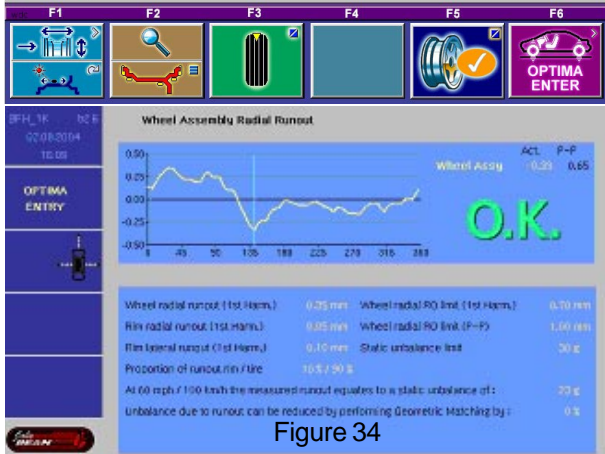 F1 F2 F3 F4 F5 F6
OPTIMA
ENTER
02.08.2004
Wheel Assembly Radial Runout
Act. P-P
Wheel Assy -0.33 0.65
0.50
0.25
0.00
-0.25
-0.50
0 45 90 135 180 225 270 315 360
O.K.
OPTIMA
ENTRY
Wheel radial runout (1st Harm.) 0.25 mm Wheel radial RO limit (1st Harm.) 0.70 mm
Rim radial runout (1st Harm.) 0.05 mm Wheel radial RO limit (P-P) 1.00 mm
Rim lateral runout (1st Harm.) 0.10 mm Static unbalance limit 30 g
Proportion of runout rim / tire 10 % / 90 %
At 60 mph / 100 km/h the measured runout equates to a static unbalance of : 23 g
Unbalance due to runout can be reduced by performing Geometric Matching by : 0 %
BEAN
Figure 34